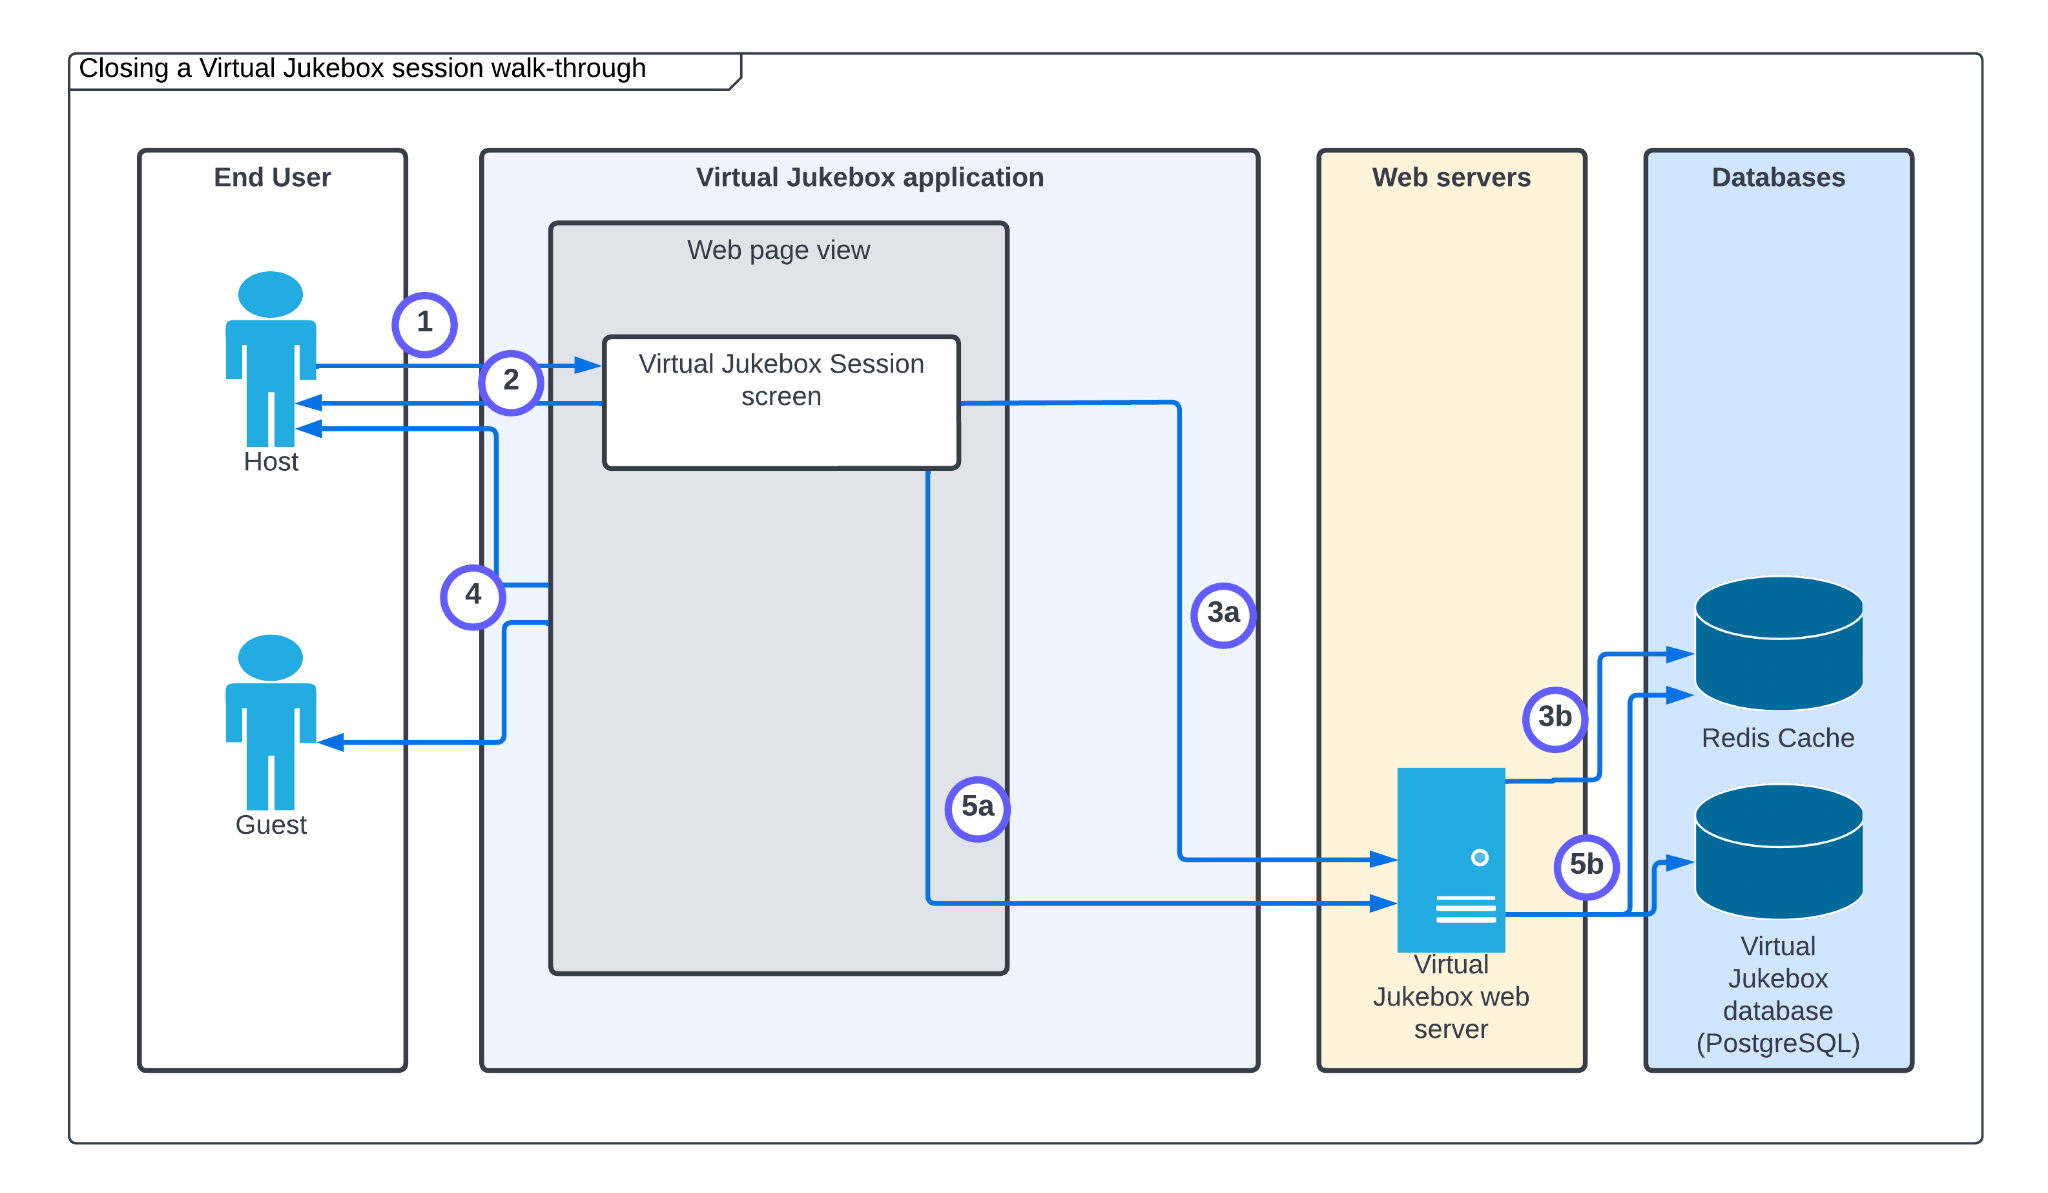 Closing a Virtual Jukebox session walk-through
End User
Virtual Jukebox application
Web servers
Databases
Web page view
1
2
Virtual Jukebox Session
screen
Host
4
3a
3b
Redis Cache
Guest
5a
5b
Virtual
Jukebox web
server
Virtual
Jukebox
database
(PostgreSQL)